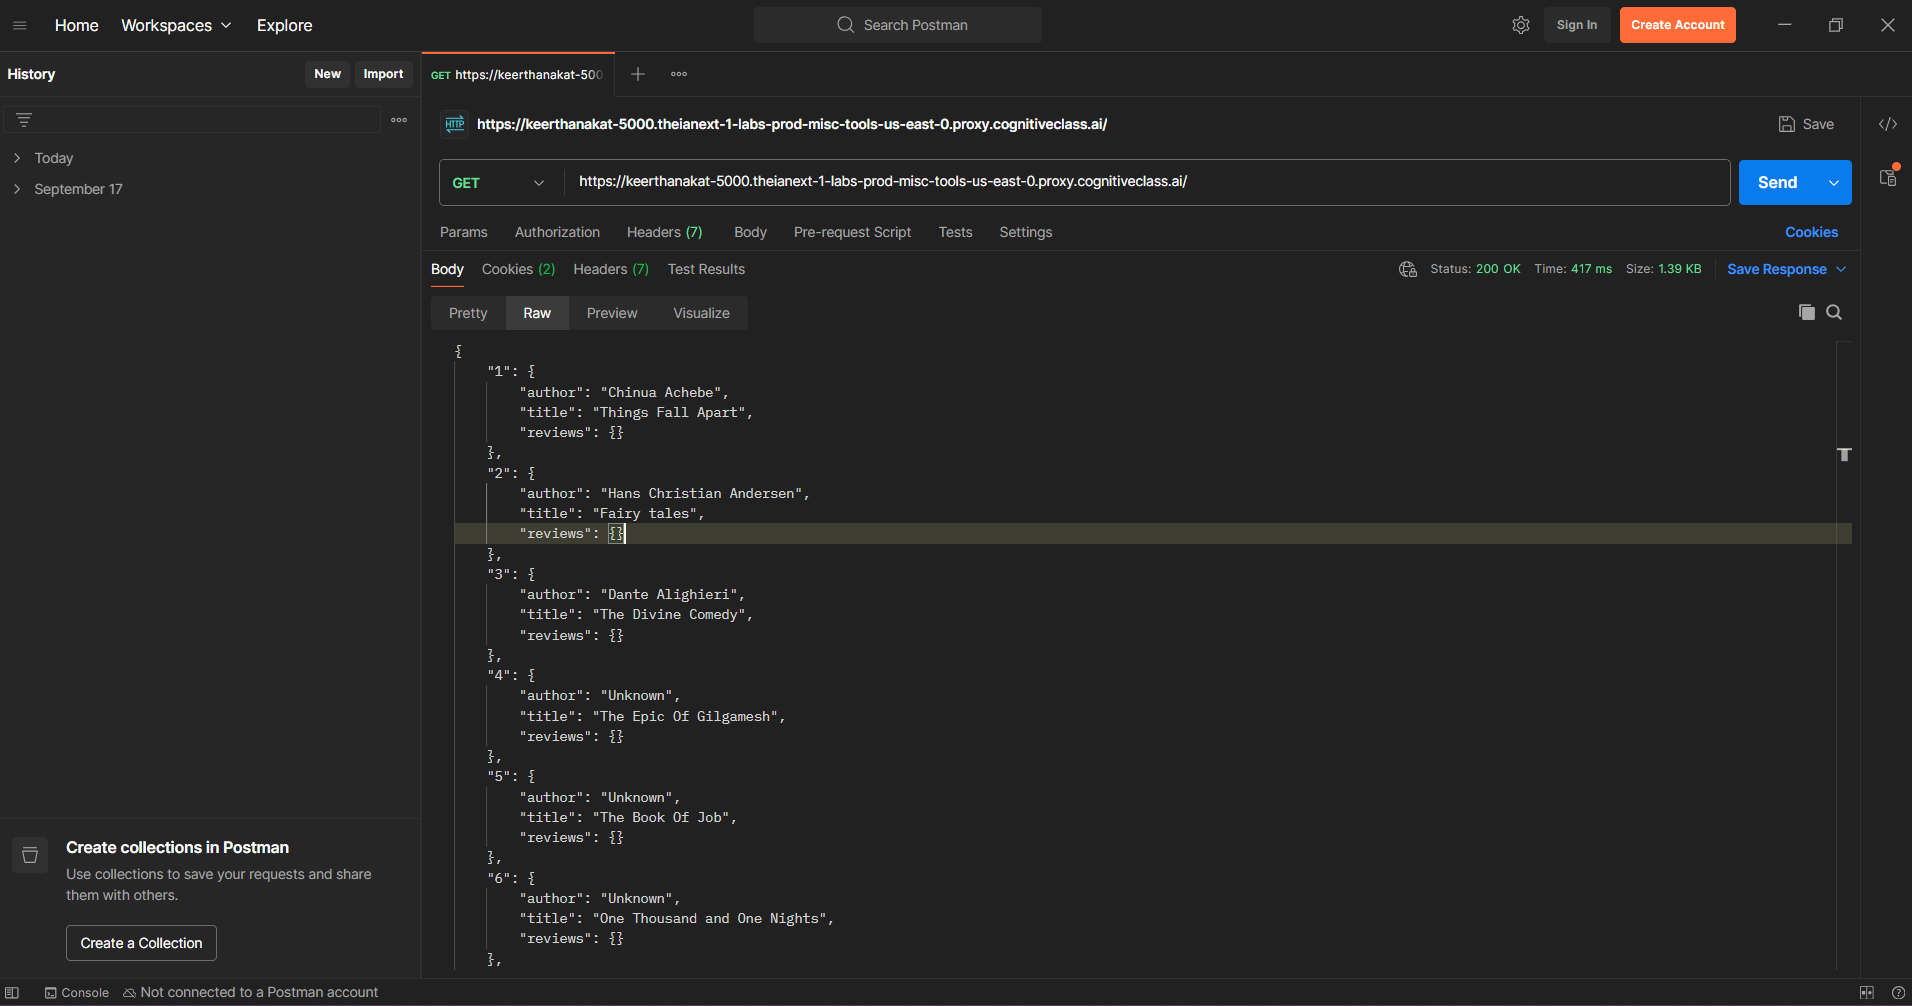 Home Workspaces Explore Search Postman Sign In Create Account
History New Import
GET https://keerthanakat-500
HTTP https://keerthanakat-5000.theianext-1-labs-prod-misc-tools-us-east-0.proxy.cognitiveclass.ai/ Save </>
Today
September 17
GET https://keerthanakat-5000.theianext-1-labs-prod-misc-tools-us-east-0.proxy.cognitiveclass.ai/ Send
Params Authorization Headers (7) Body Pre-request Script Tests Settings Cookies
Body Cookies (2) Headers (7) Test Results Status: 200 OK Time: 417 ms Size: 1.39 KB Save Response
Pretty Raw Preview Visualize
{
"1": {
"author": "Chinua Achebe",
"title": "Things Fall Apart",
"reviews": {}
},
"2": {
"author": "Hans Christian Andersen",
"title": "Fairy tales",
"reviews": {}
},
"3": {
"author": "Dante Alighieri",
"title": "The Divine Comedy",
"reviews": {}
},
"4": {
"author": "Unknown",
"title": "The Epic Of Gilgamesh",
"reviews": {}
},
"5": {
"author": "Unknown",
"title": "The Book Of Job",
"reviews": {}
},
"6": {
"author": "Unknown",
"title": "One Thousand and One Nights",
"reviews": {}
},
Create collections in Postman
Use collections to save your requests and share
them with others.
Create a Collection
Console Not connected to a Postman account